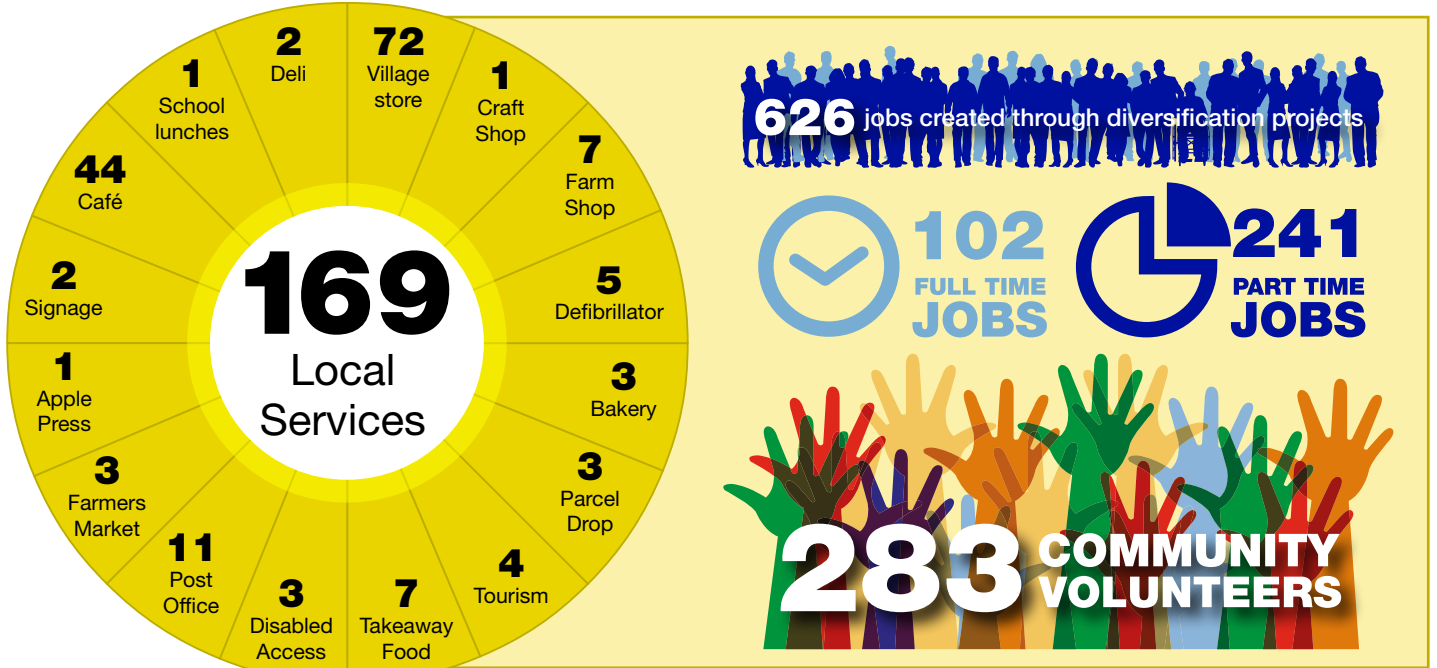 169
Local
Services
72
Village
store
1
Craft
Shop
7
Farm
Shop
5
Defibrillator
3
Bakery
3
Parcel
Drop
4
Tourism
7
Takeaway
Food
3
Disabled
Access
11
Post
Office
3
Farmers
Market
1
Apple
Press
2
Signage
44
Café
1
School
lunches
2
Deli
626 jobs created through diversification projects
102
FULL TIME
JOBS
241
PART TIME
JOBS
283 COMMUNITY
VOLUNTEERS